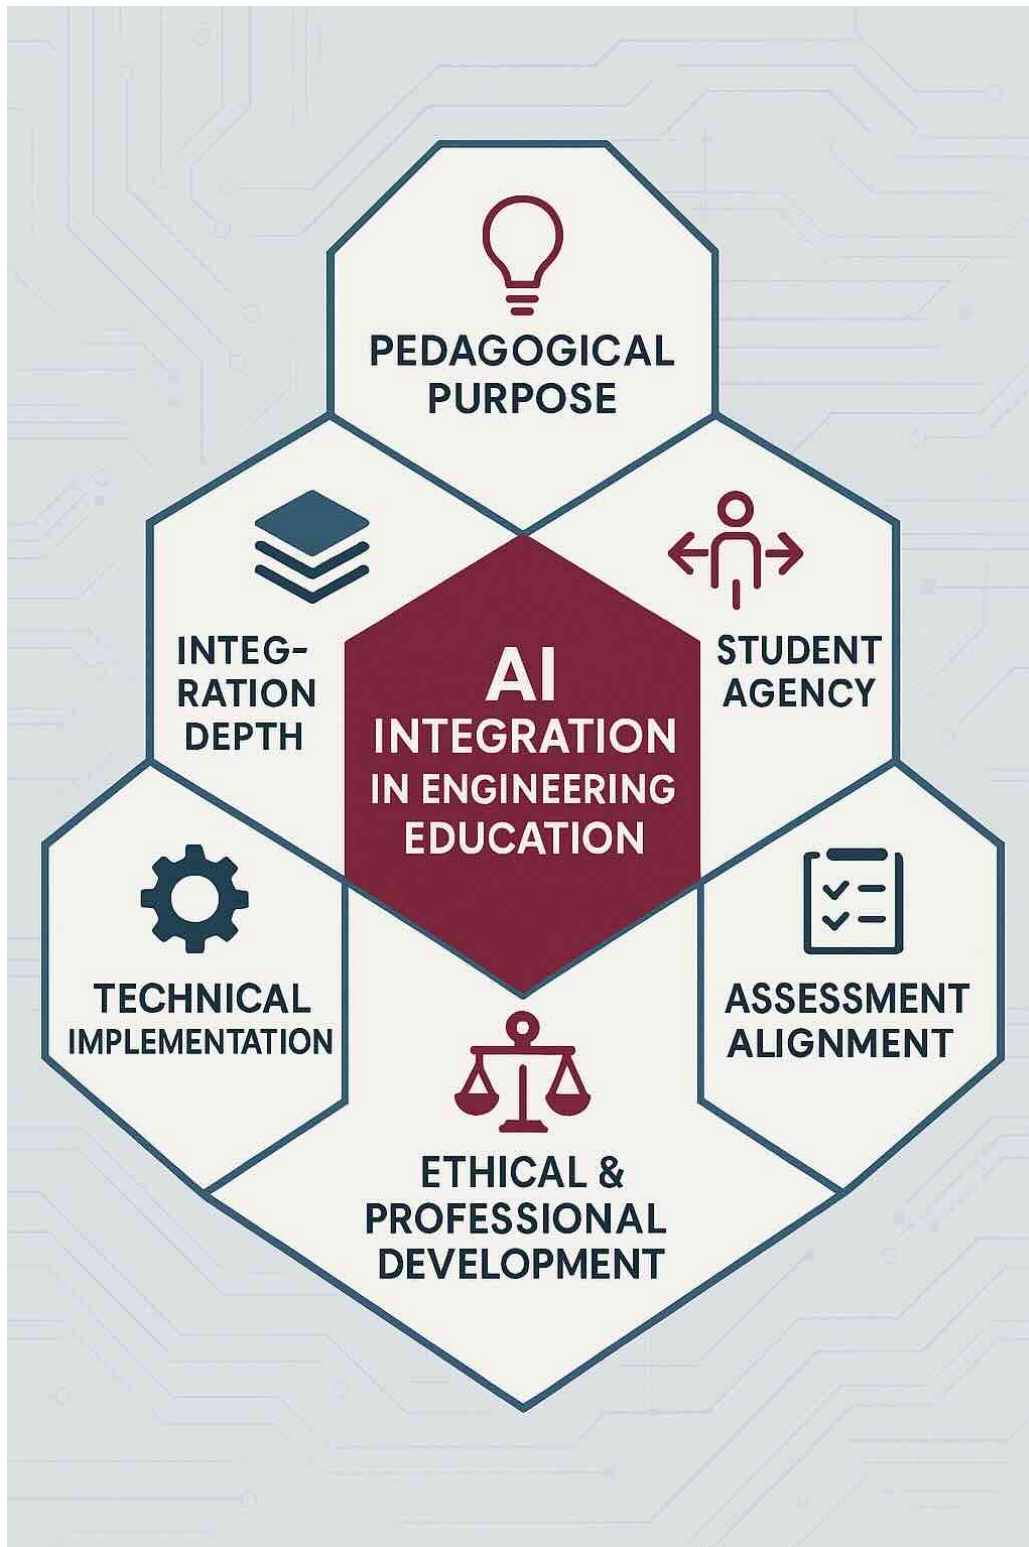 PEDAGOGICAL
PURPOSE
INTEG-
RATION
DEPTH
STUDENT
AGENCY
AI
INTEGRATION
IN ENGINEERING
EDUCATION
TECHNICAL
IMPLEMENTATION
ASSESSMENT
ALIGNMENT
ETHICAL &
PROFESSIONAL
DEVELOPMENT